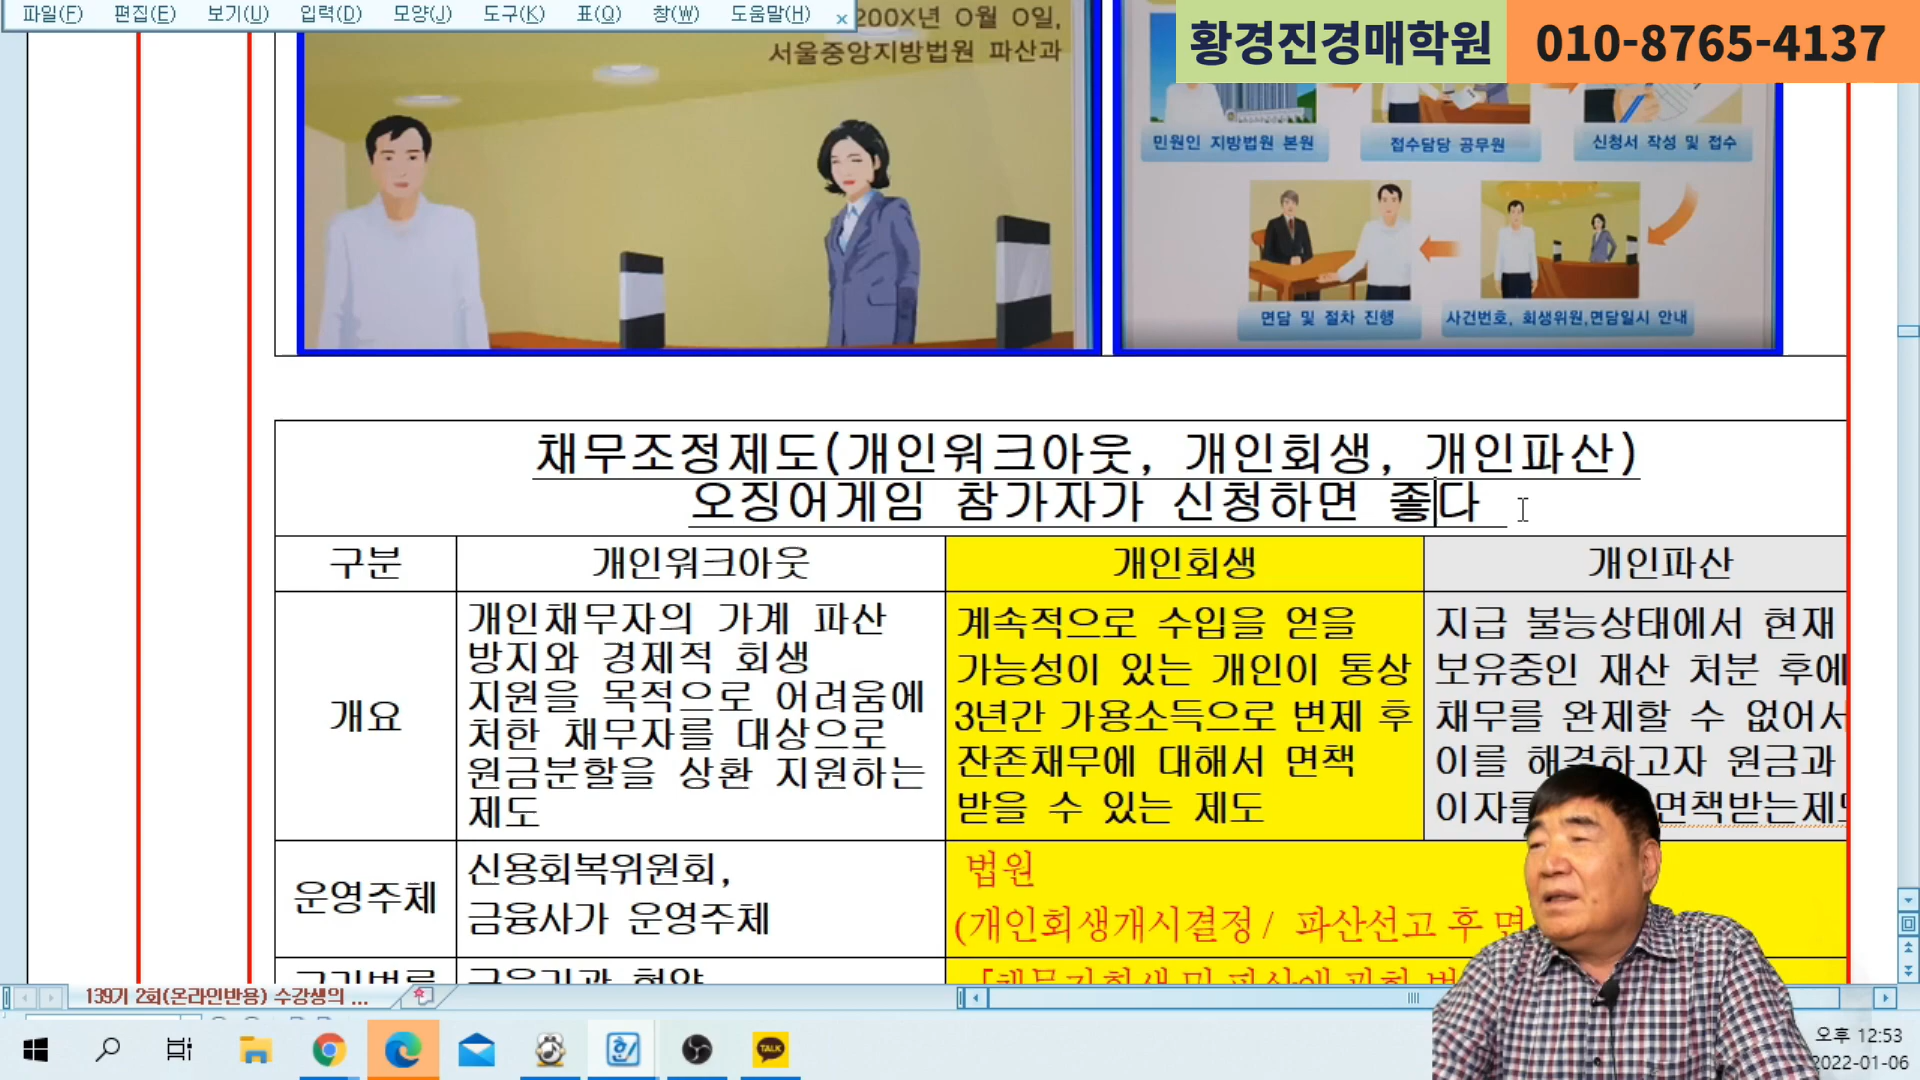 파일(F) 편집(E) 보기(U) 입력(D) 모양(J) 도구(K) 표(Q) 창(W) 도움말(H) x
황경진경매학원 010-8765-4137
200X년 O월 O일,
서울중앙지방법원 파산과
민원인 지방법원 본원
접수담당 공무원
신청서 작성 및 접수
면담 및 절차 진행
사건번호, 회생위원,면담일시 안내
채무조정제도(개인워크아웃, 개인회생, 개인파산)
오징어게임 참가자가 신청하면 좋다
구분
개인워크아웃
개인회생
개인파산
개요
개인채무자의 가계 파산
방지와 경제적 회생
지원을 목적으로 어려움에
처한 채무자를 대상으로
원금분할을 상환 지원하는
제도
계속적으로 수입을 얻을
가능성이 있는 개인이 통상
3년간 가용소득으로 변제 후
잔존채무에 대해서 면책
받을 수 있는 제도
지급 불능상태에서 현재
보유중인 재산 처분 후에
채무를 완제할 수 없어서
이를 해결하고자 원금과
이자를 면책받는제도
운영주체
신용회복위원회,
금융사가 운영주체
법원
(개인회생개시결정 / 파산선고 후 면
139기 2회(온라인반용) 수강생의 ...
TALK
오후 12:53
2022-01-06